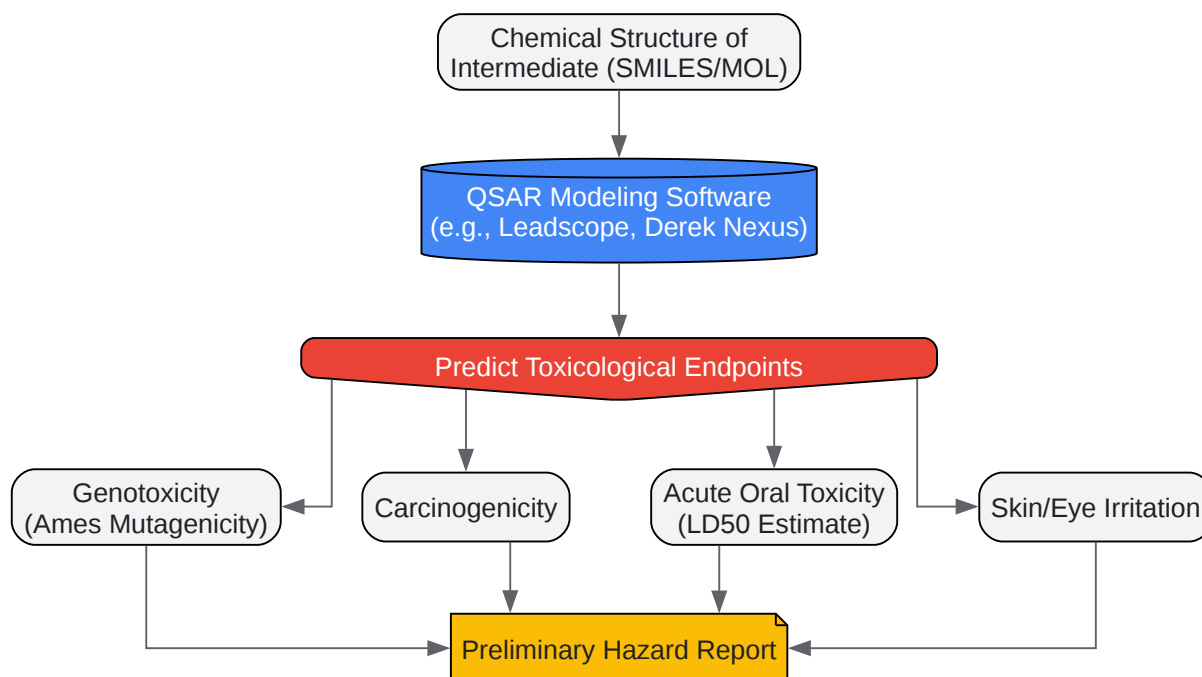 Chemical Structure of
Intermediate (SMILES/MOL)
QSAR Modeling Software
(e.g., Leadscope, Derek Nexus)
Predict Toxicological Endpoints
Genotoxicity
(Ames Mutagenicity)
Carcinogenicity
Acute Oral Toxicity
(LD50 Estimate)
Skin/Eye Irritation
Preliminary Hazard Report